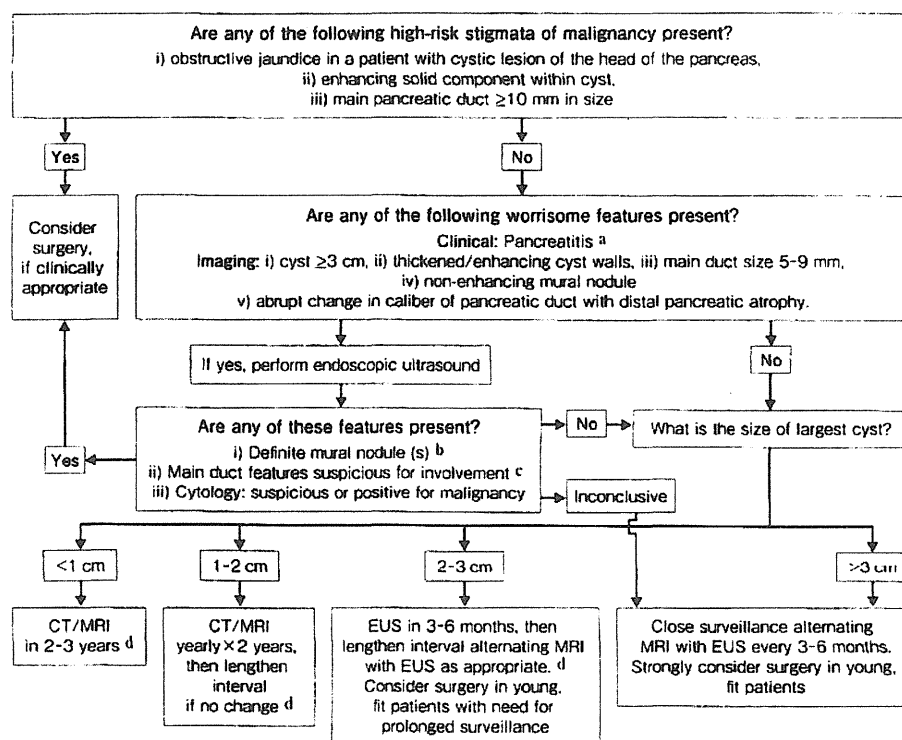 Are any of the following high-risk stigmata of malignancy present?
i) obstructive jaundice in a patient with cystic lesion of the head of the pancreas,
ii) enhancing solid component within cyst,
iii) main pancreatic duct ≥10 mm in size
Yes
No
Consider
surgery,
if clinically
appropriate
Are any of the following worrisome features present?
Clinical: Pancreatitis a
Imaging: i) cyst ≥3 cm, ii) thickened/enhancing cyst walls, iii) main duct size 5-9 mm,
iv) non-enhancing mural nodule
v) abrupt change in caliber of pancreatic duct with distal pancreatic atrophy.
If yes, perform endoscopic ultrasound
No
Are any of these features present?
i) Definite mural nodule (s) b
ii) Main duct features suspicious for involvement c
iii) Cytology: suspicious or positive for malignancy
Yes
No
What is the size of largest cyst?
Inconclusive
<1 cm
1-2 cm
2-3 cm
>3 cm
CT/MRI
in 2-3 years d
CT/MRI
yearly×2 years,
then lengthen
interval
if no change d
EUS in 3-6 months, then
lengthen interval alternating MRI
with EUS as appropriate. d
Consider surgery in young,
fit patients with need for
prolonged surveillance
Close surveillance alternating
MRI with EUS every 3-6 months.
Strongly consider surgery in young,
fit patients